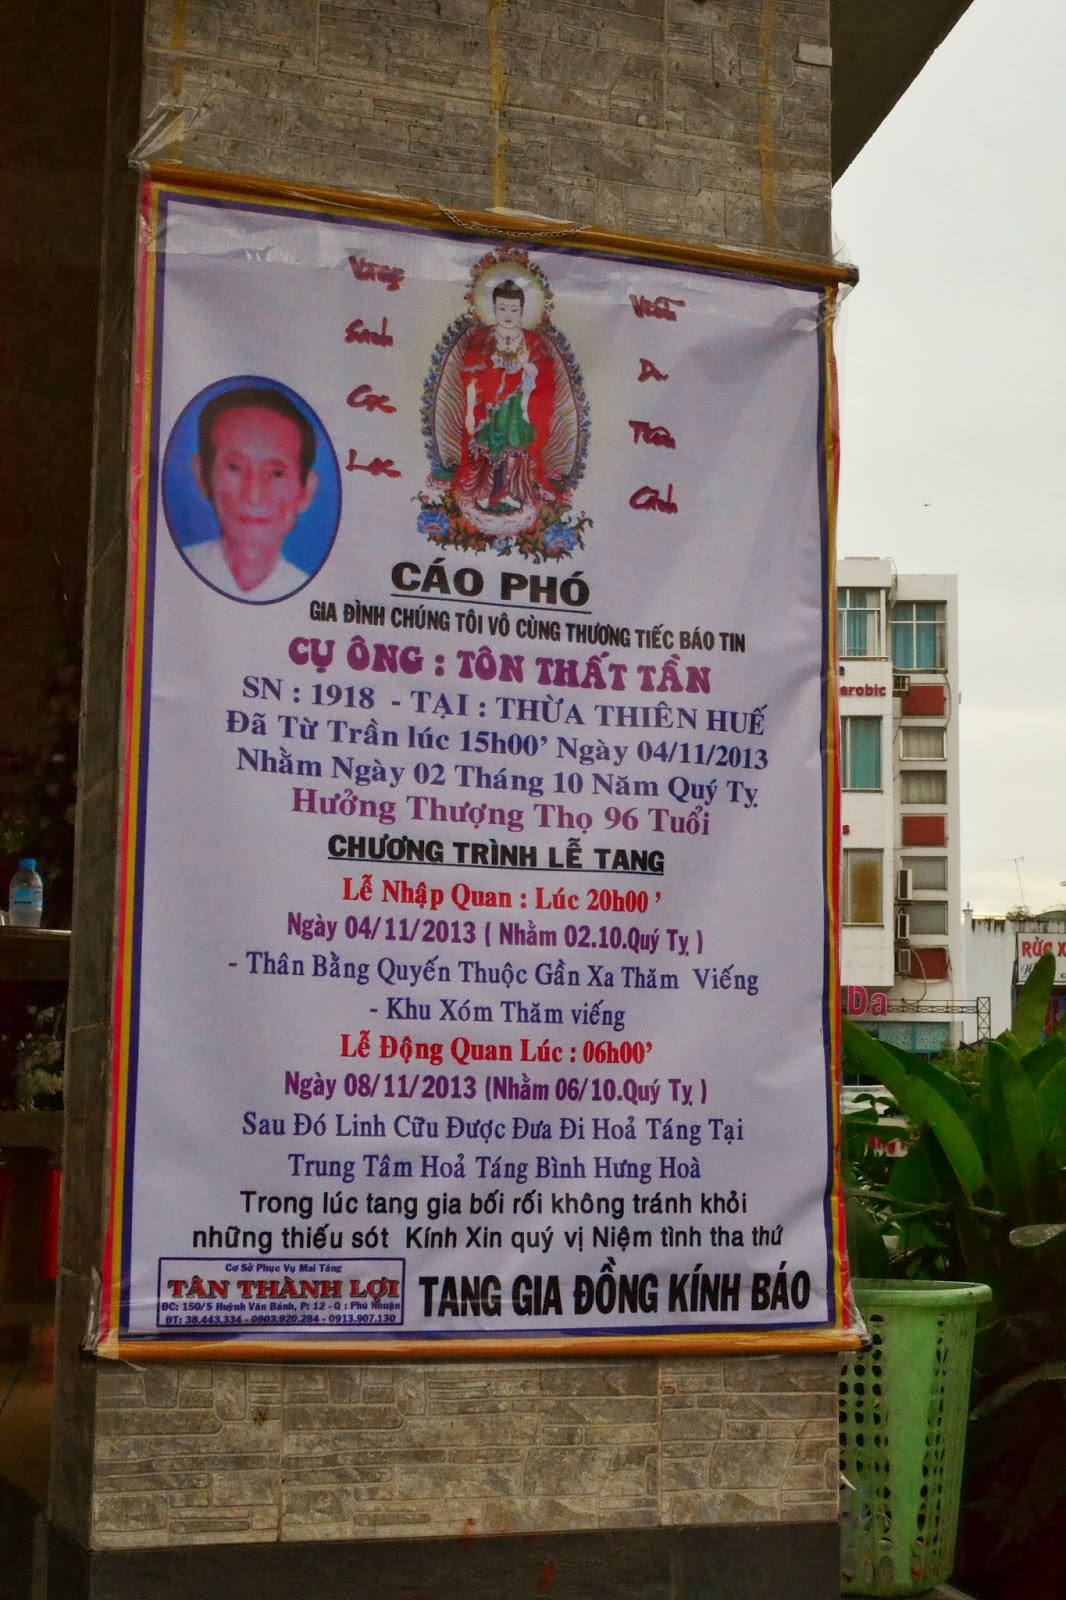 Vãng
Sanh
Cực
Lạc
CÁO PHÓ
GIA ĐÌNH CHÚNG TÔI VÔ CÙNG THƯƠNG TIẾC BÁO TIN
CỤ ÔNG : TÔN THẤT TẦN
SN : 1918 - TẠI : THỪA THIÊN HUẾ
Đã Từ Trần lúc 15h00’ Ngày 04/11/2013
Nhằm Ngày 02 Tháng 10 Năm Quý Tỵ
Hưởng Thượng Thọ 96 Tuổi
CHƯƠNG TRÌNH LỄ TANG
Lễ Nhập Quan : Lúc 20h00 ’
Ngày 04/11/2013 ( Nhằm 02.10.Quý Tỵ )
- Thân Bằng Quyến Thuộc Gần Xa Thăm Viếng
- Khu Xóm Thăm viếng
Lễ Động Quan Lúc : 06h00’
Ngày 08/11/2013 (Nhằm 06/10.Quý Tỵ )
Sau Đó Linh Cữu Được Đưa Đi Hoả Táng Tại
Trung Tâm Hoả Táng Bình Hưng Hoà
Trong lúc tang gia bối rối không tránh khỏi
những thiếu sót Kính Xin quý vị Niệm tình tha thứ
Cơ Sở Phục Vụ Mai Táng
TÂN THÀNH LỢI
ĐC: 150/5 Huỳnh Văn Bánh, P: 12 - Q : Phú Nhuận
ĐT: 38.443.334 - 0903.920.284 - 0913.907.130
TANG GIA ĐỒNG KÍNH BÁO
arobic
Da
RỬA X